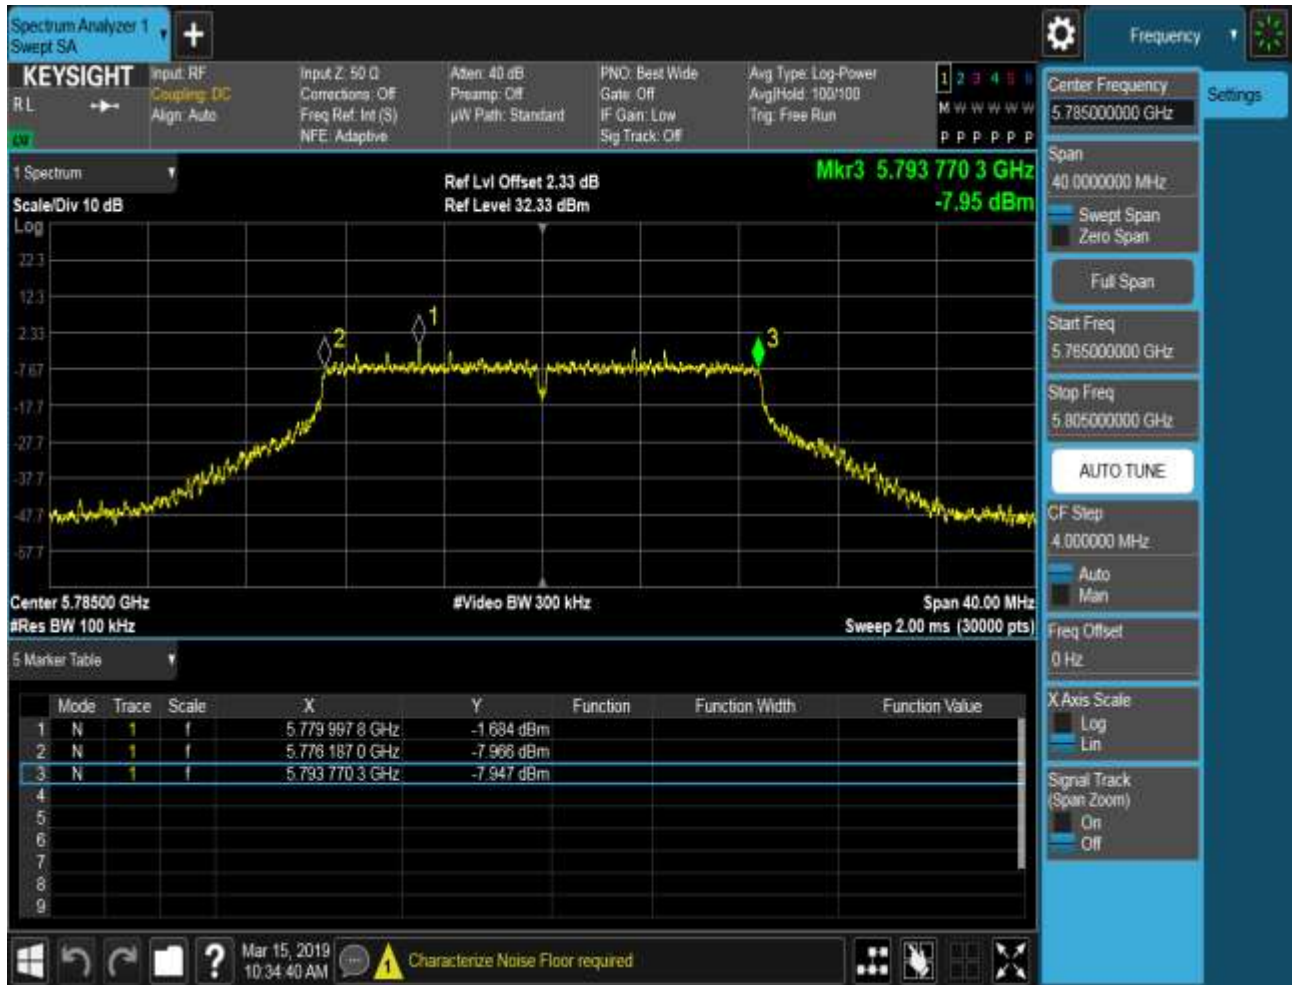 Spectrum Analyzer 1
Swept SA
+
Frequency
KEYSIGHT
RL
Input: RF
Coupling: DC
Align: Auto
Input Z: 50 Ω
Corrections: Off
Freq Ref: Int (S)
NFE: Adaptive
Atten: 40 dB
Preamp: Off
µW Path: Standard
PNO: Best Wide
Gate: Off
IF Gain: Low
Sig Track: Off
Avg Type: Log-Power
Avg|Hold: 100/100
Trig: Free Run
1 2 3 4 5 6
M W W W W W
P P P P P P
1 Spectrum
Scale/Div 10 dB
Ref Lvl Offset 2.33 dB
Ref Level 32.33 dBm
Mkr3 5.793 770 3 GHz
-7.95 dBm
Log
22.3
12.3
2.33
-7.67
-17.7
-27.7
-37.7
-47.7
-57.7
2
1
3
Center 5.78500 GHz
#Video BW 300 kHz
Span 40.00 MHz
#Res BW 100 kHz
Sweep 2.00 ms (30000 pts)
5 Marker Table
Mode Trace Scale X Y Function Function Width Function Value
1 N 1 f 5.779 997 8 GHz -1.684 dBm
2 N 1 f 5.776 187 0 GHz -7.966 dBm
3 N 1 f 5.793 770 3 GHz -7.947 dBm
4
5
6
7
8
9
?
Mar 15, 2019
10:34:40 AM
1
Characterize Noise Floor required
Center Frequency
5.785000000 GHz
Settings
Span
40.0000000 MHz
Swept Span
Zero Span
Full Span
Start Freq
5.765000000 GHz
Stop Freq
5.805000000 GHz
AUTO TUNE
CF Step
4.000000 MHz
Auto
Man
Freq Offset
0 Hz
X Axis Scale
Log
Lin
Signal Track
(Span Zoom)
On
Off